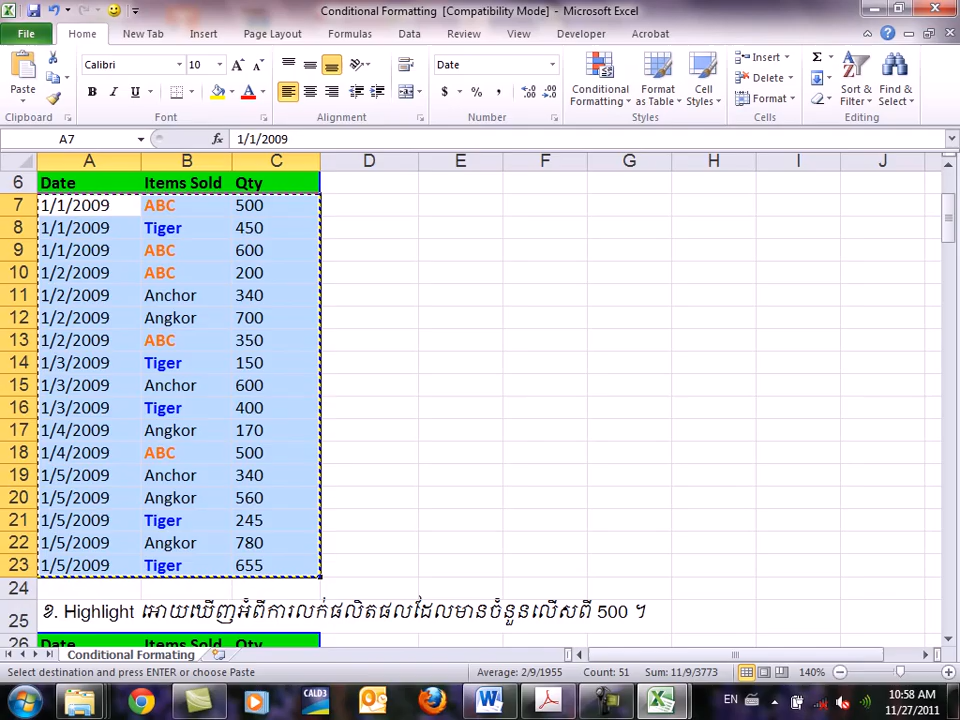 Conditional Formatting [Compatibility Mode] - Microsoft Excel
File Home New Tab Insert Page Layout Formulas Data Review View Developer Acrobat
Paste
Calibri 10
B I U
A A
Date
$ % ,
Conditional Formatting
Format as Table
Cell Styles
Insert
Delete
Format
Sort & Filter
Find & Select
Clipboard Font Alignment Number Styles Cells Editing
A7 fx 1/1/2009
A B C D E F G H I J
6 Date Items Sold Qty
7 1/1/2009 ABC 500
8 1/1/2009 Tiger 450
9 1/1/2009 ABC 600
10 1/2/2009 ABC 200
11 1/2/2009 Anchor 340
12 1/2/2009 Angkor 700
13 1/2/2009 ABC 350
14 1/3/2009 Tiger 150
15 1/3/2009 Anchor 600
16 1/3/2009 Tiger 400
17 1/4/2009 Angkor 170
18 1/4/2009 ABC 500
19 1/5/2009 Anchor 340
20 1/5/2009 Angkor 560
21 1/5/2009 Tiger 245
22 1/5/2009 Angkor 780
23 1/5/2009 Tiger 655
24
25 ខ. Highlight អោយឃើញអំពីការលក់ផលិតផលដែលមានចំនួនលើសពី 500 ។
26 Date Items Sold Qty
Conditional Formatting
Select destination and press ENTER or choose Paste Average: 2/9/1955 Count: 51 Sum: 11/9/3773 140%
CALD3
EN
10:58 AM
11/27/2011